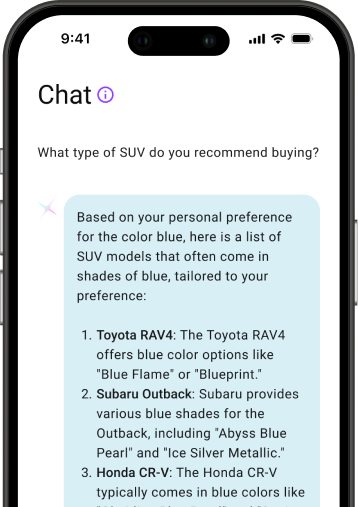 9:41
Chat
What type of SUV do you recommend buying?
Based on your personal preference
for the color blue, here is a list of
SUV models that often come in
shades of blue, tailored to your
preference:
1. Toyota RAV4: The Toyota RAV4
offers blue color options like
"Blue Flame" or "Blueprint."
2. Subaru Outback: Subaru provides
various blue shades for the
Outback, including "Abyss Blue
Pearl" and "Ice Silver Metallic."
3. Honda CR-V: The Honda CR-V
typically comes in blue colors like